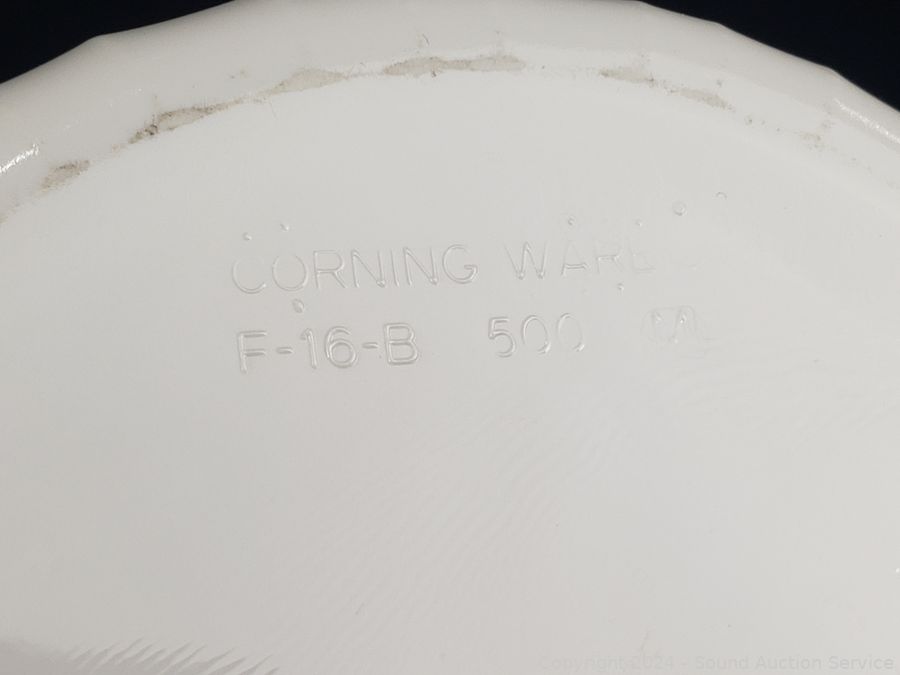 CORNING WARE
F-16-B 500
Copyright 2024 - Sound Auction Service